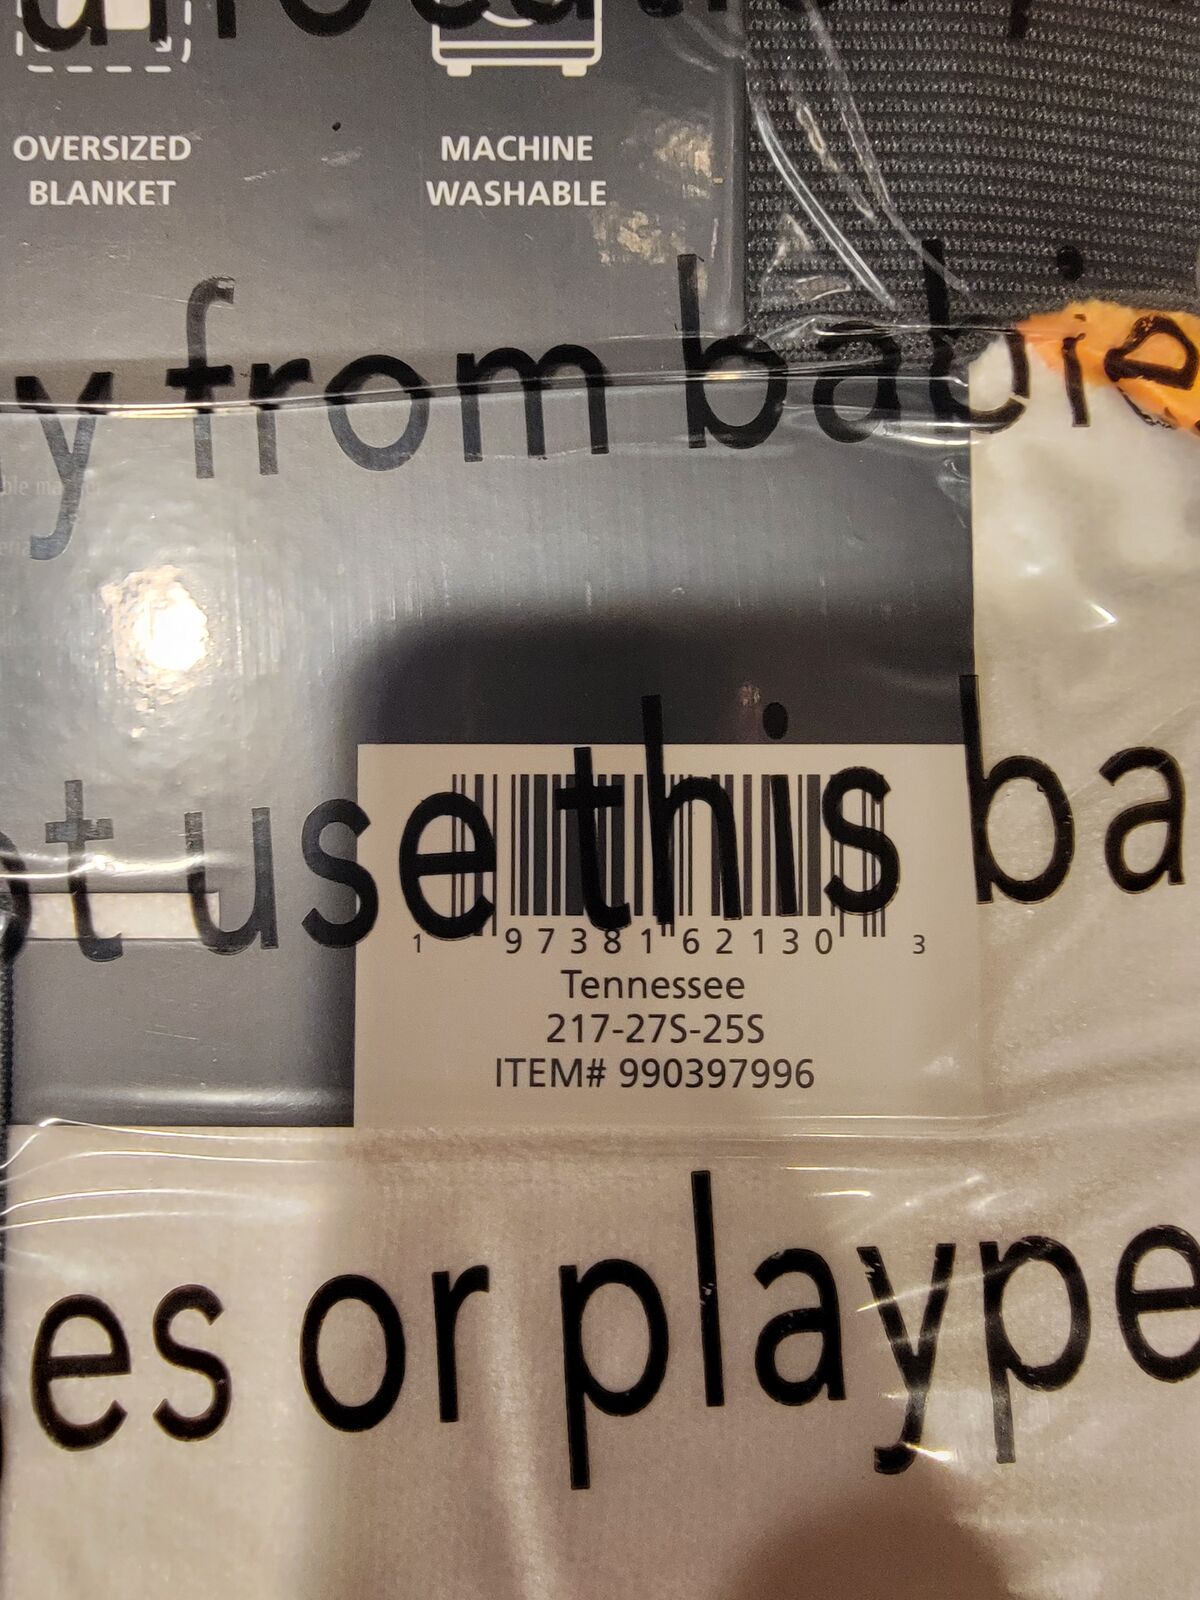 OVERSIZED
BLANKET
MACHINE
WASHABLE
y from babie
ot use this ba
1 97381 62130 3
Tennessee
217-27S-25S
ITEM# 990397996
es or plaype